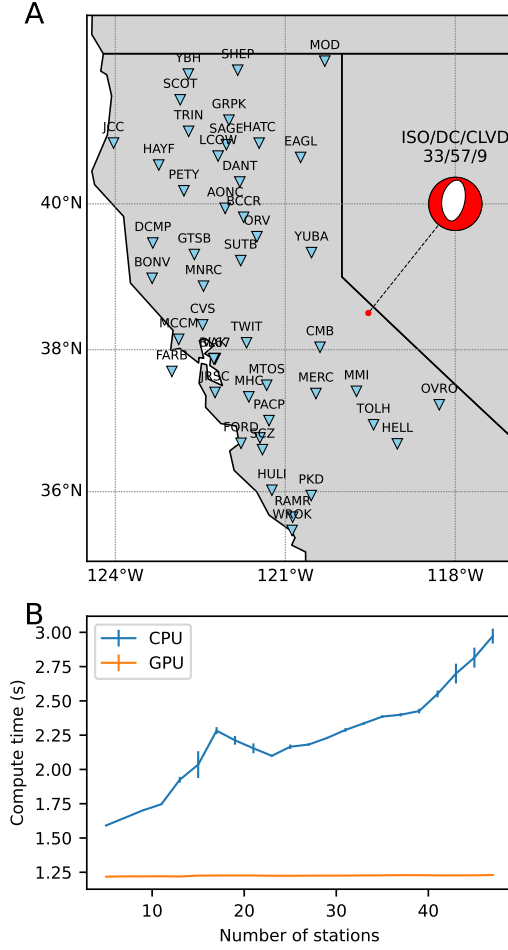 A
MOD
SHEP
YBH
SCOT
GRPK
TRIN
JCC
SAGE
HATC
LCOW
EAGL
HAYF
ISO/DC/CLVD
33/57/9
DANT
PETY
40°N
AONC
BCCR
ORV
DCMP
GTSB
SUTB
YUBA
BONV
MNRC
CVS
MCCM
TWIT
CMB
38°N
FARB
JRSC
MTOS
MHC
MERC
MMI
OVRO
PACP
TOLH
FORD
SCZ
HELL
HULI
PKD
36°N
RAMR
WROK
124°W
121°W
118°W
B
CPU
GPU
Compute time (s)
3.00
2.75
2.50
2.25
2.00
1.75
1.50
1.25
10
20
30
40
Number of stations